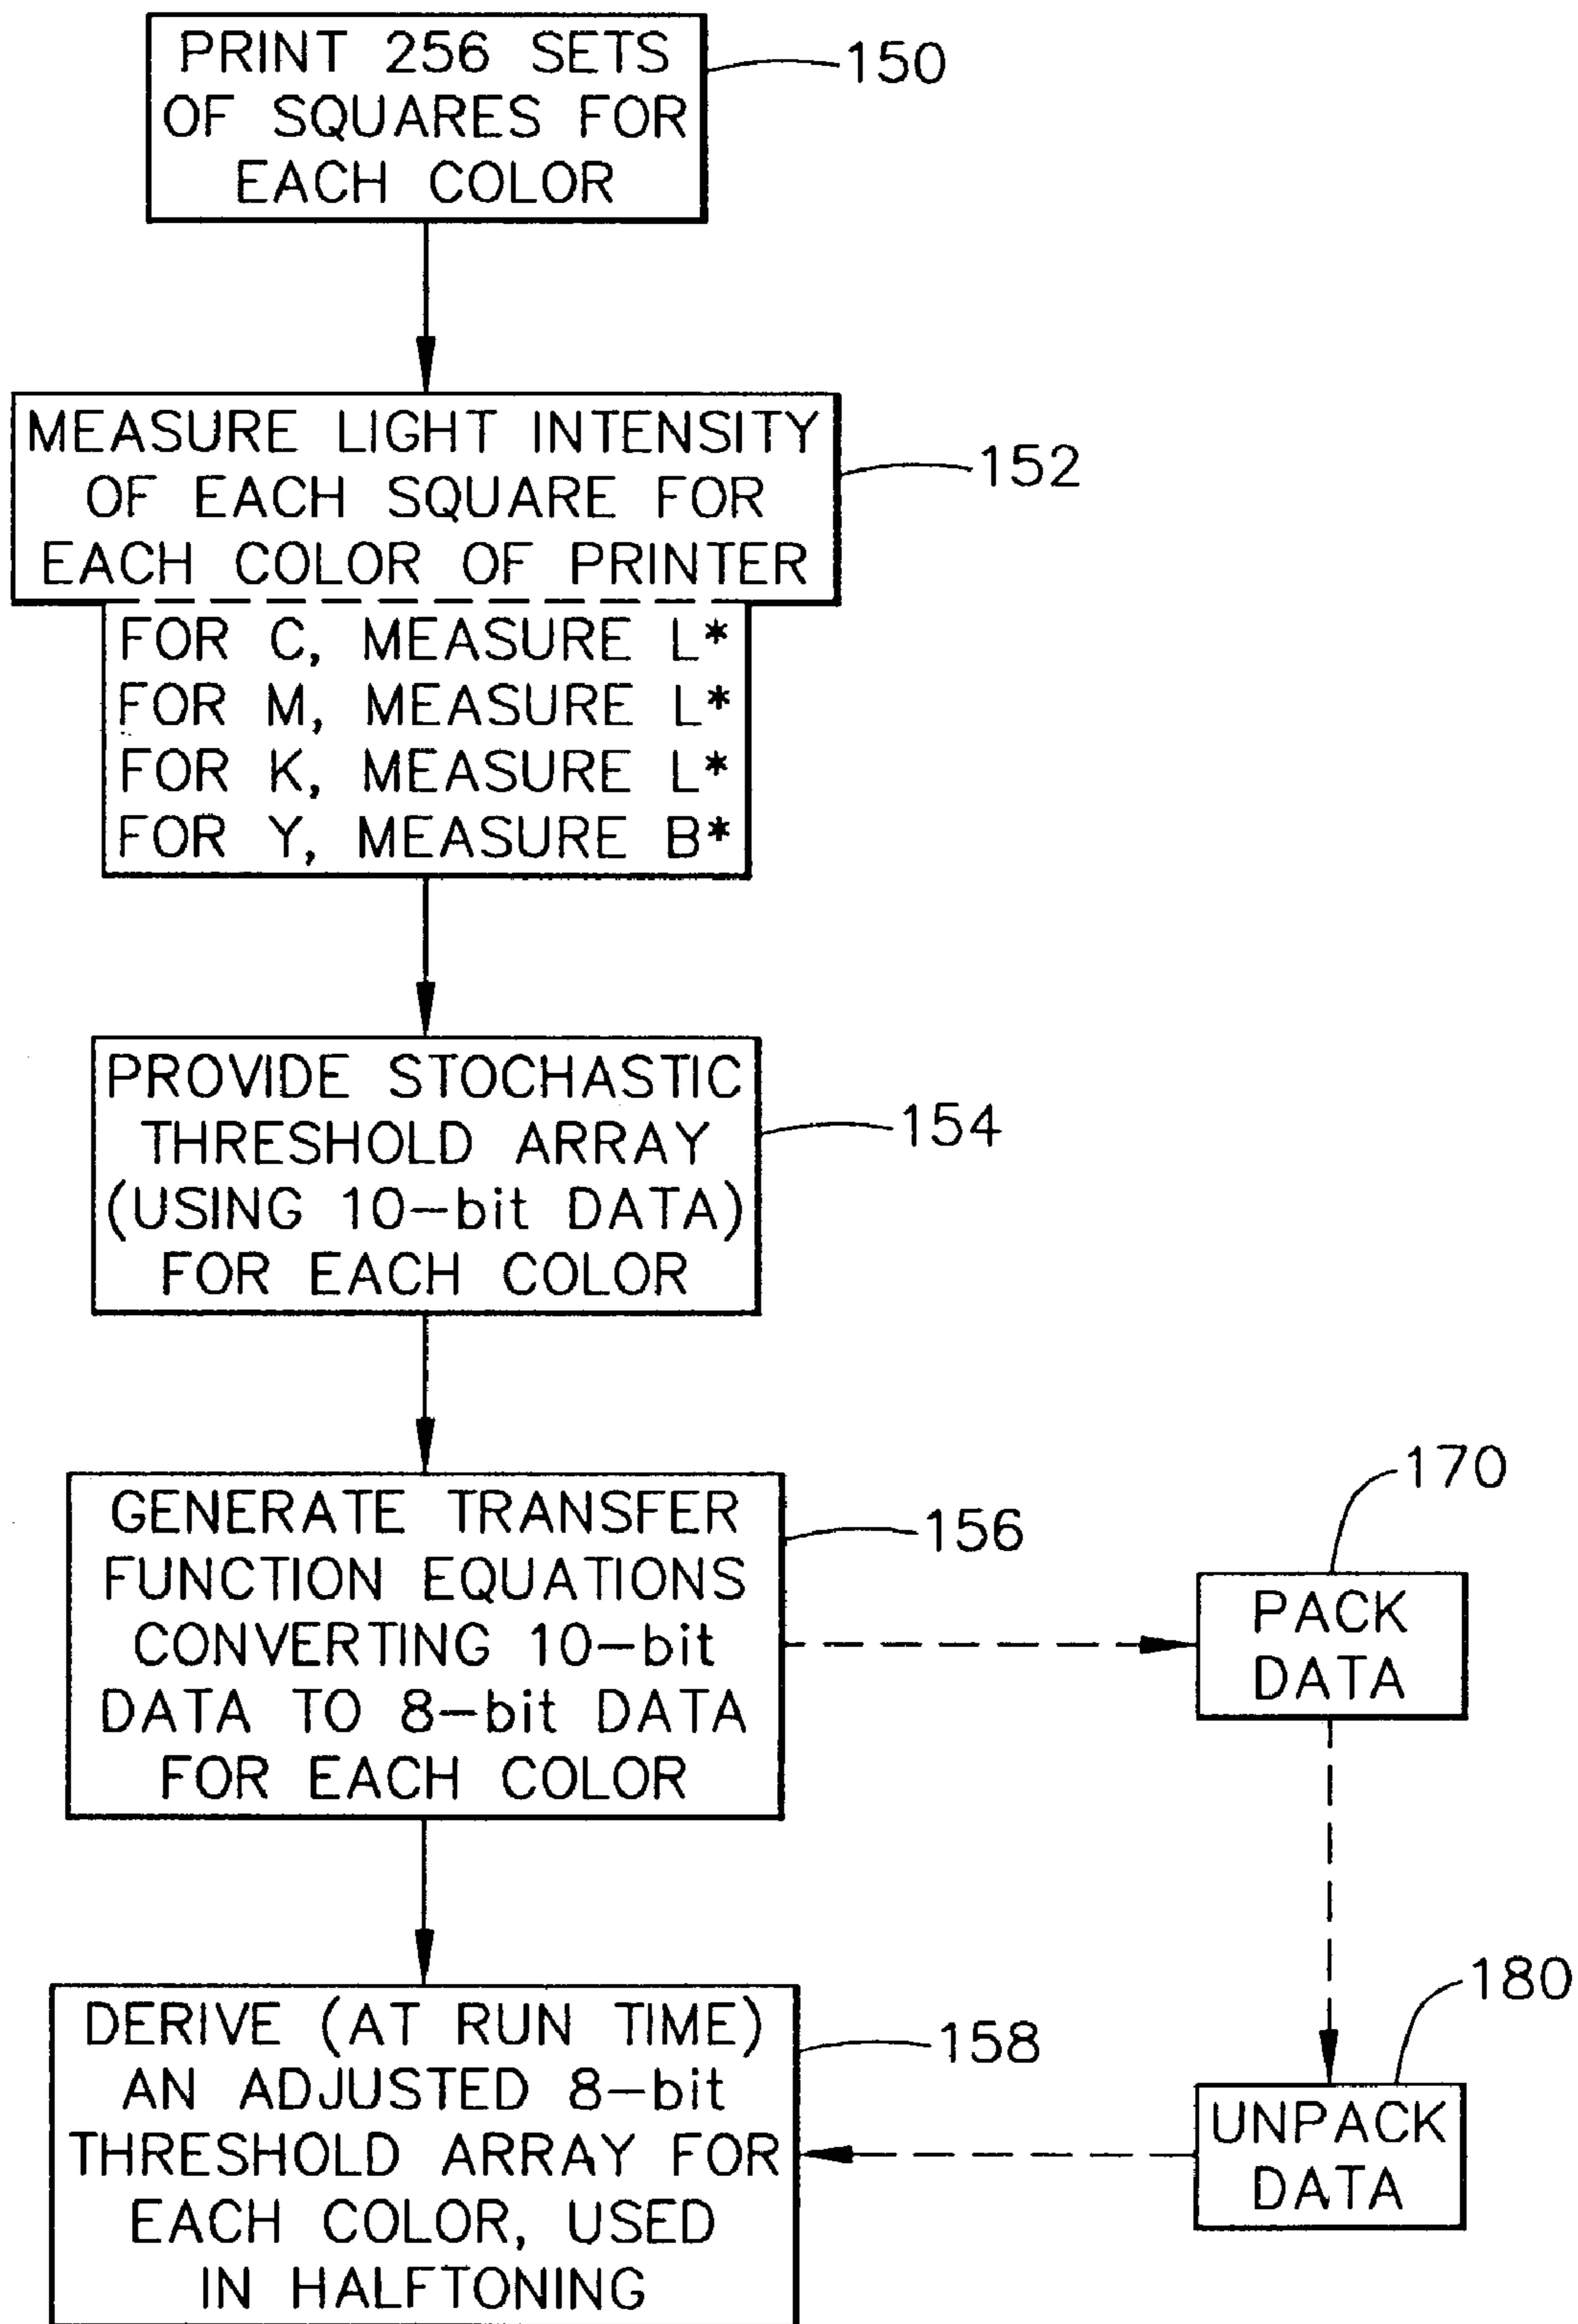 PRINT 256 SETS
OF SQUARES FOR
EACH COLOR
150
MEASURE LIGHT INTENSITY
OF EACH SQUARE FOR
EACH COLOR OF PRINTER
152
FOR C, MEASURE L*
FOR M, MEASURE L*
FOR K, MEASURE L*
FOR Y, MEASURE B*
PROVIDE STOCHASTIC
THRESHOLD ARRAY
(USING 10-bit DATA)
FOR EACH COLOR
154
GENERATE TRANSFER
FUNCTION EQUATIONS
CONVERTING 10-bit
DATA TO 8-bit DATA
FOR EACH COLOR
156
170
PACK
DATA
DERIVE (AT RUN TIME)
AN ADJUSTED 8-bit
THRESHOLD ARRAY FOR
EACH COLOR, USED
IN HALFTONING
158
180
UNPACK
DATA